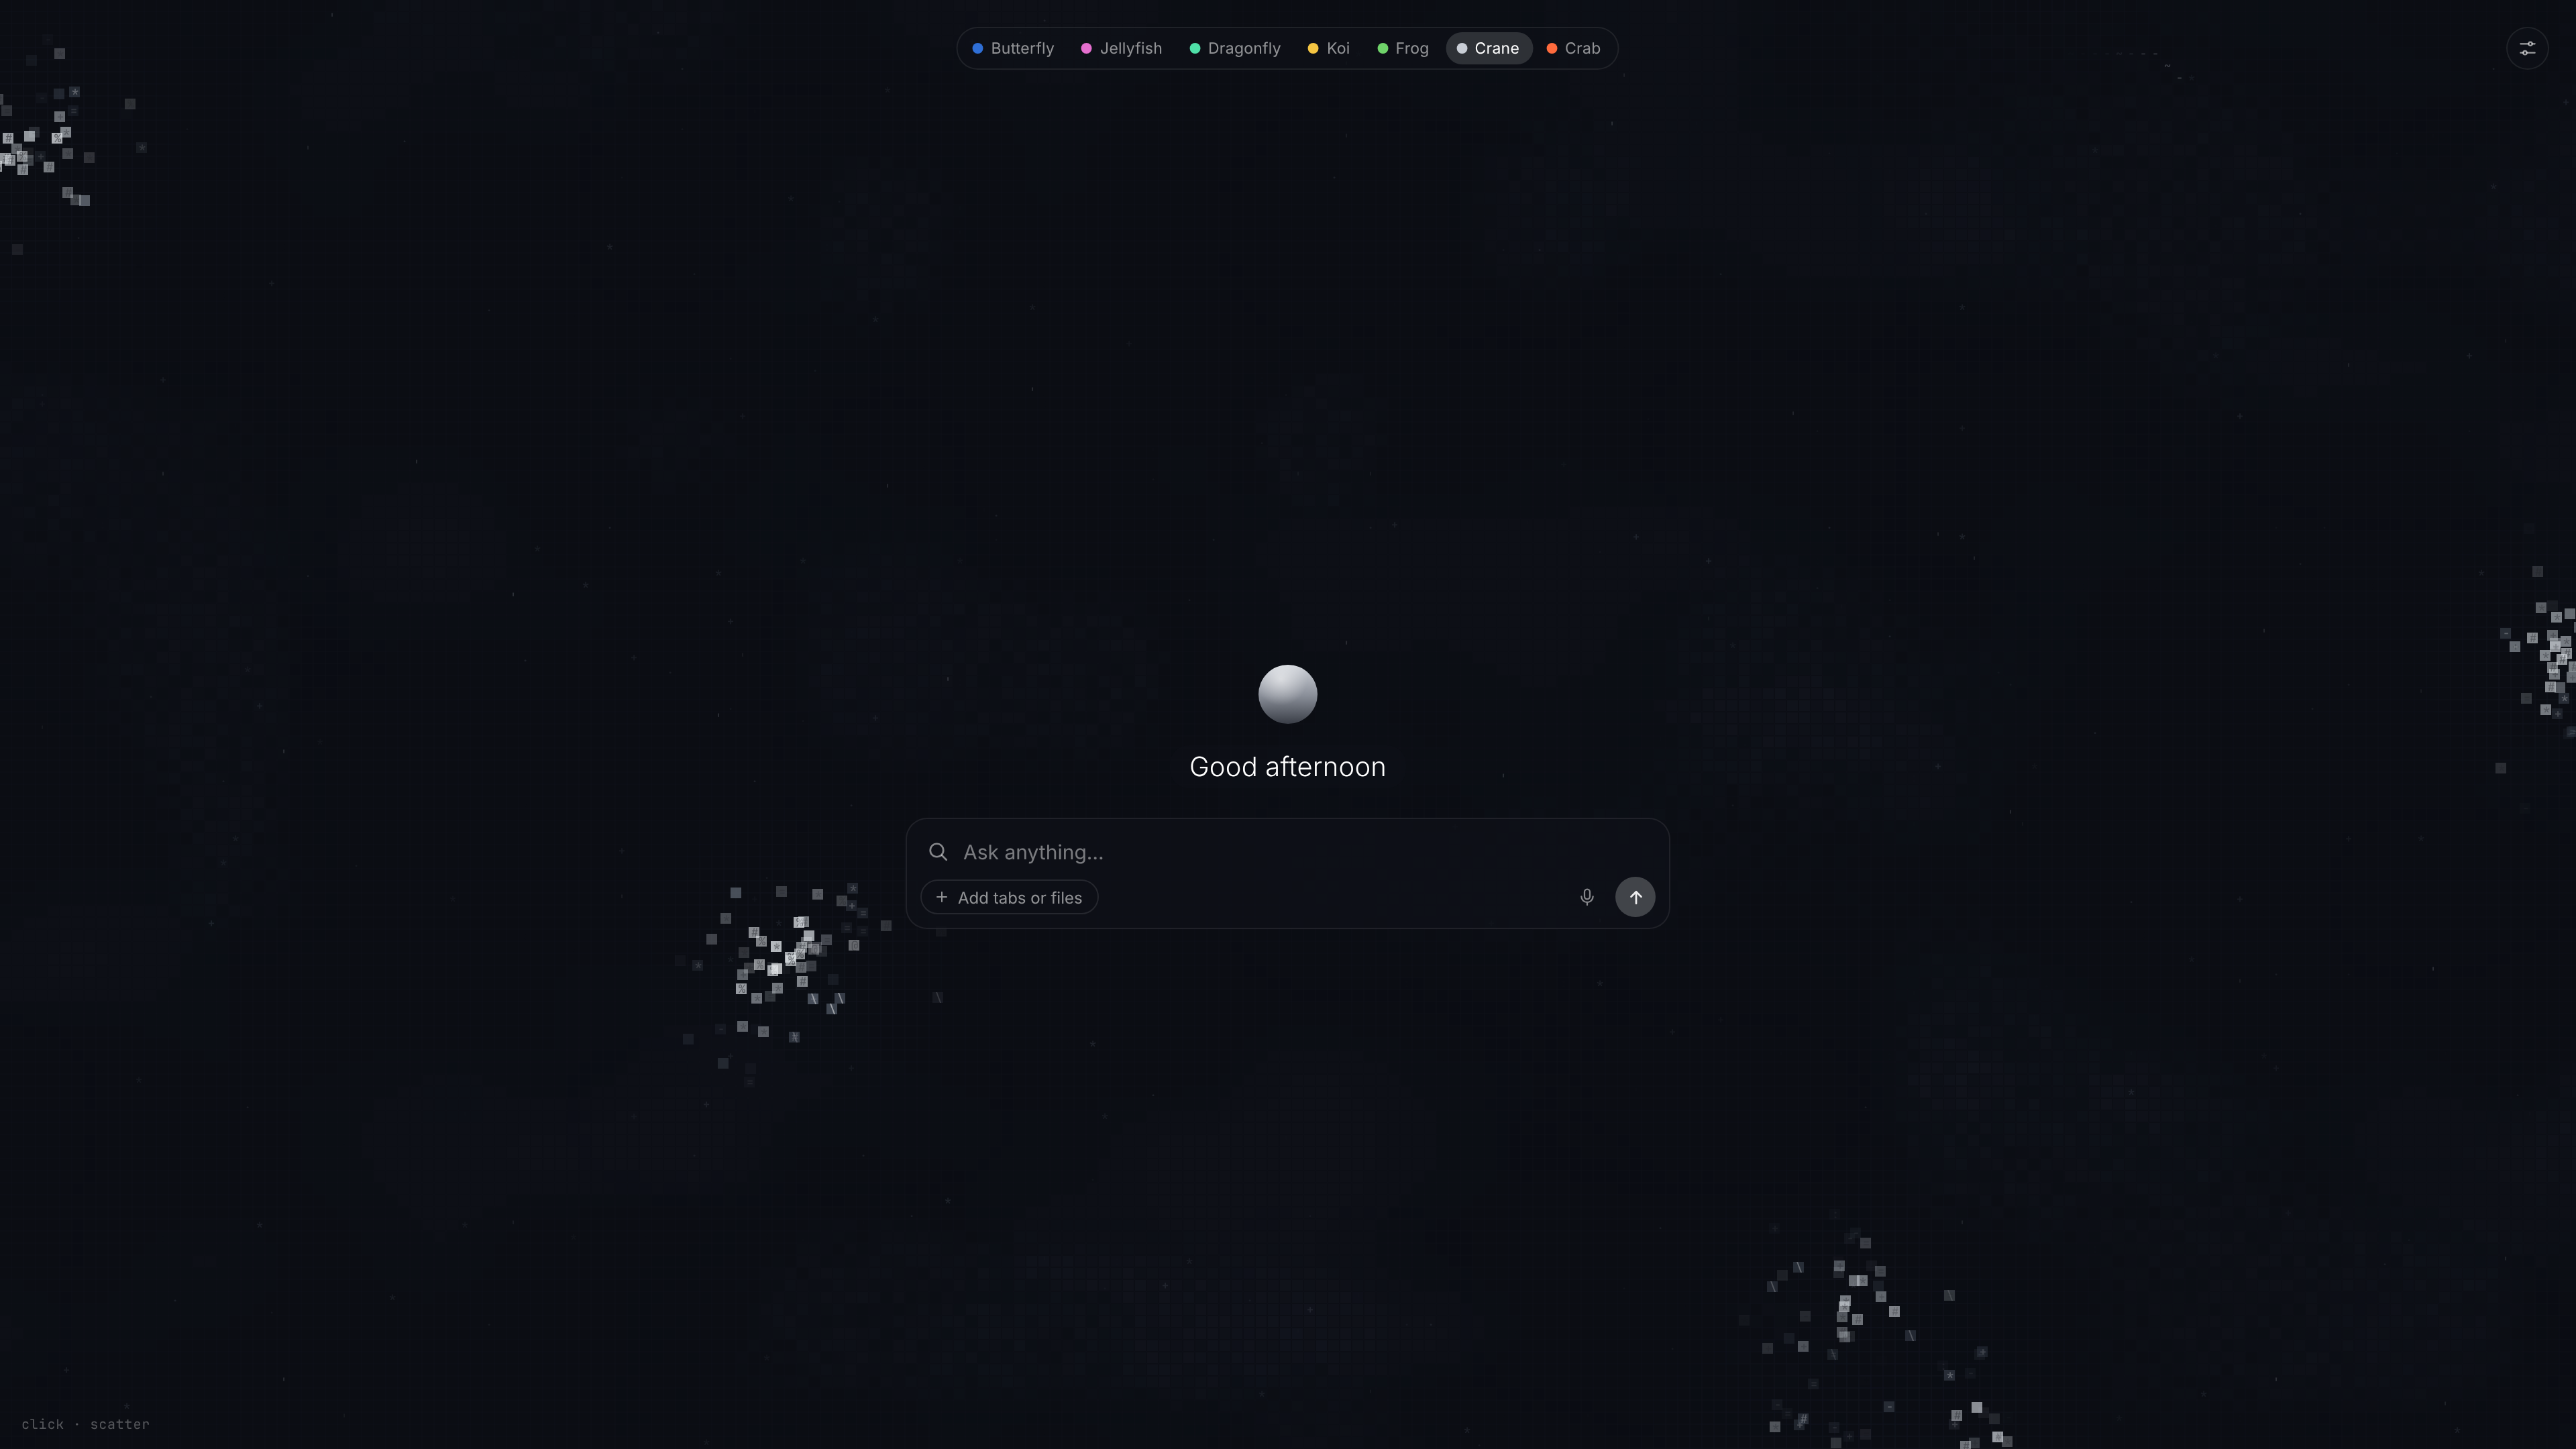 Butterfly Jellyfish Dragonfly Koi Frog Crane Crab
Good afternoon
Ask anything...
+ Add tabs or files
click · scatter